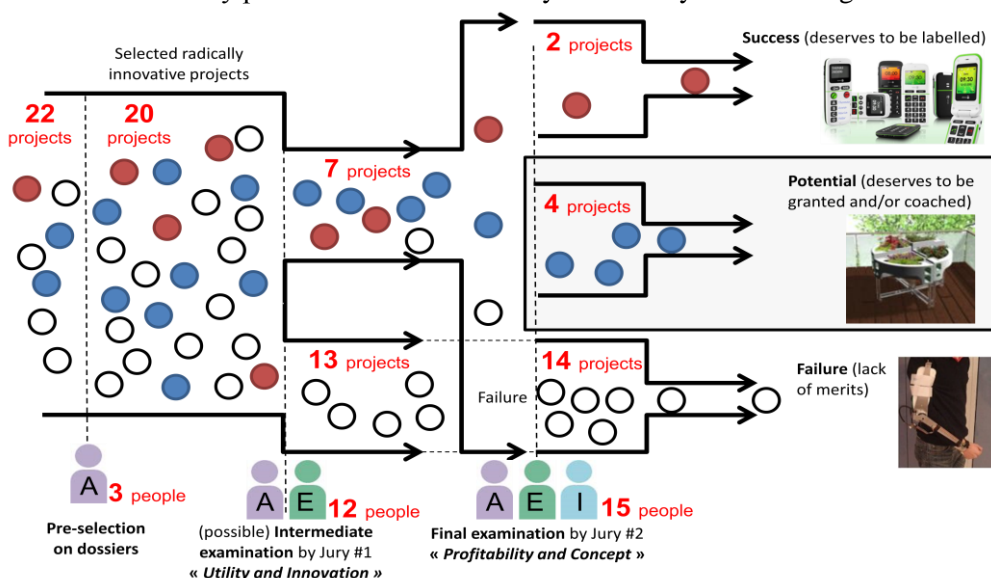 Selected radically
innovative projects
22
projects
20
projects
7
projects
2
projects
Success (deserves to be labelled)
4
projects
Potential (deserves to be
granted and/or coached)
13
projects
Failure
14
projects
Failure (lack
of merits)
A
3 people
A
E
12
people
A
E
I
15
people
Pre-selection
on dossiers
(possible) Intermediate
examination by Jury #1
« Utility and Innovation »
Final examination by Jury #2
« Profitability and Concept »